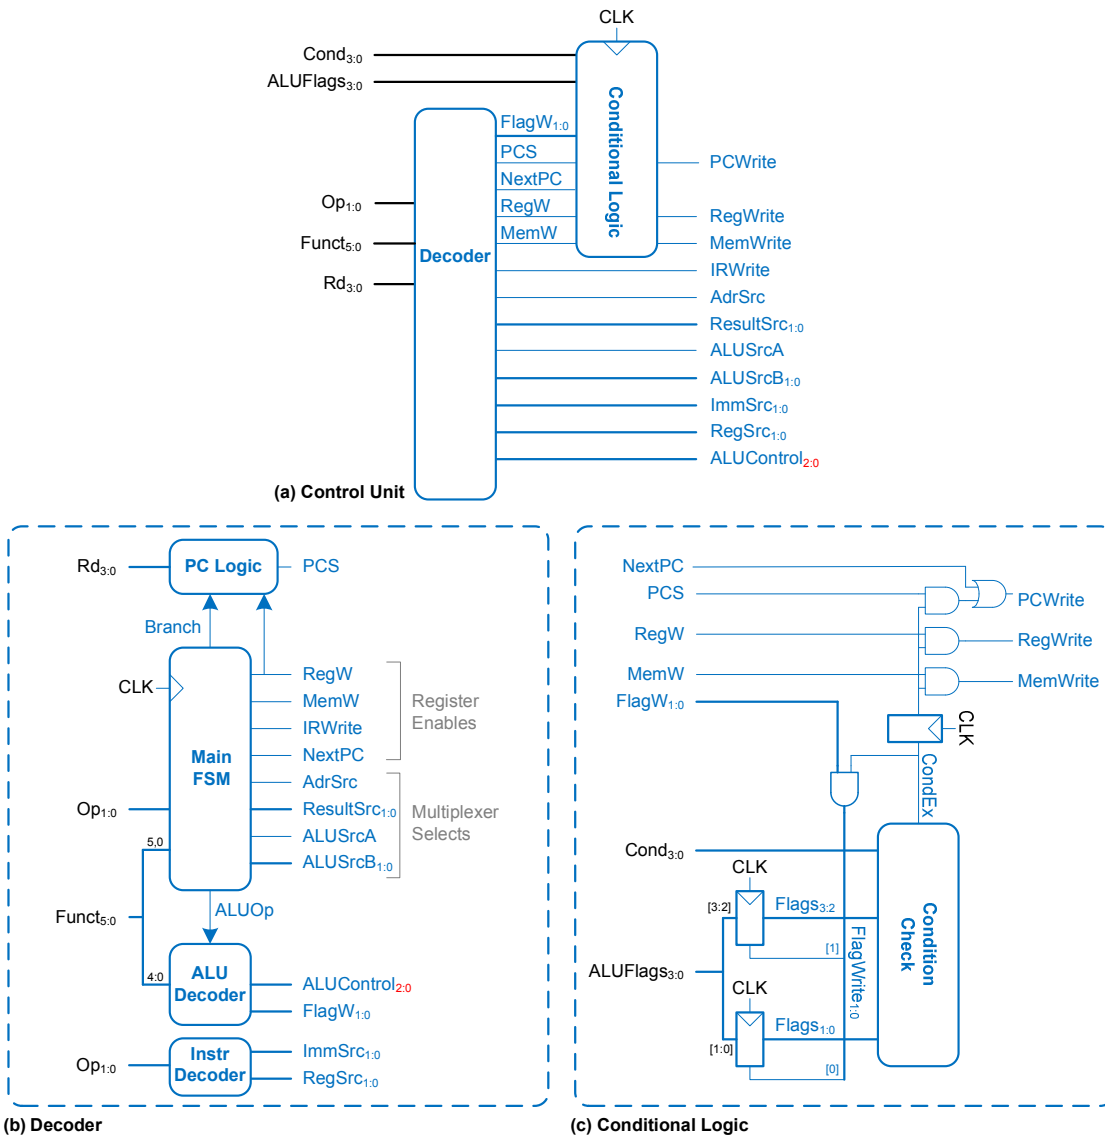 CLK
Cond3:0
ALUFlags3:0
Conditional Logic
FlagW1:0
PCS
PCWrite
NextPC
Op1:0
RegW
RegWrite
Funct5:0
MemW
MemWrite
Decoder
IRWrite
Rd3:0
AdrSrc
ResultSrc1:0
ALUSrcA
ALUSrcB1:0
ImmSrc1:0
RegSrc1:0
ALUControl2:0
(a) Control Unit
Rd3:0
PC Logic
PCS
Branch
RegW
CLK
MemW
Register
Enables
IRWrite
Main
FSM
NextPC
AdrSrc
Op1:0
ResultSrc1:0
Multiplexer
Selects
ALUSrcA
5,0
ALUSrcB1:0
Funct5:0
ALUOp
4:0
ALU
Decoder
ALUControl2:0
FlagW1:0
Op1:0
Instr
Decoder
ImmSrc1:0
RegSrc1:0
(b) Decoder
NextPC
PCS
PCWrite
RegW
RegWrite
MemW
MemWrite
FlagW1:0
CLK
CondEx
Cond3:0
CLK
[3:2]
Flags3:2
Condition
Check
[1]
FlagWrite1:0
ALUFlags3:0
CLK
[1:0]
Flags1:0
[0]
(c) Conditional Logic